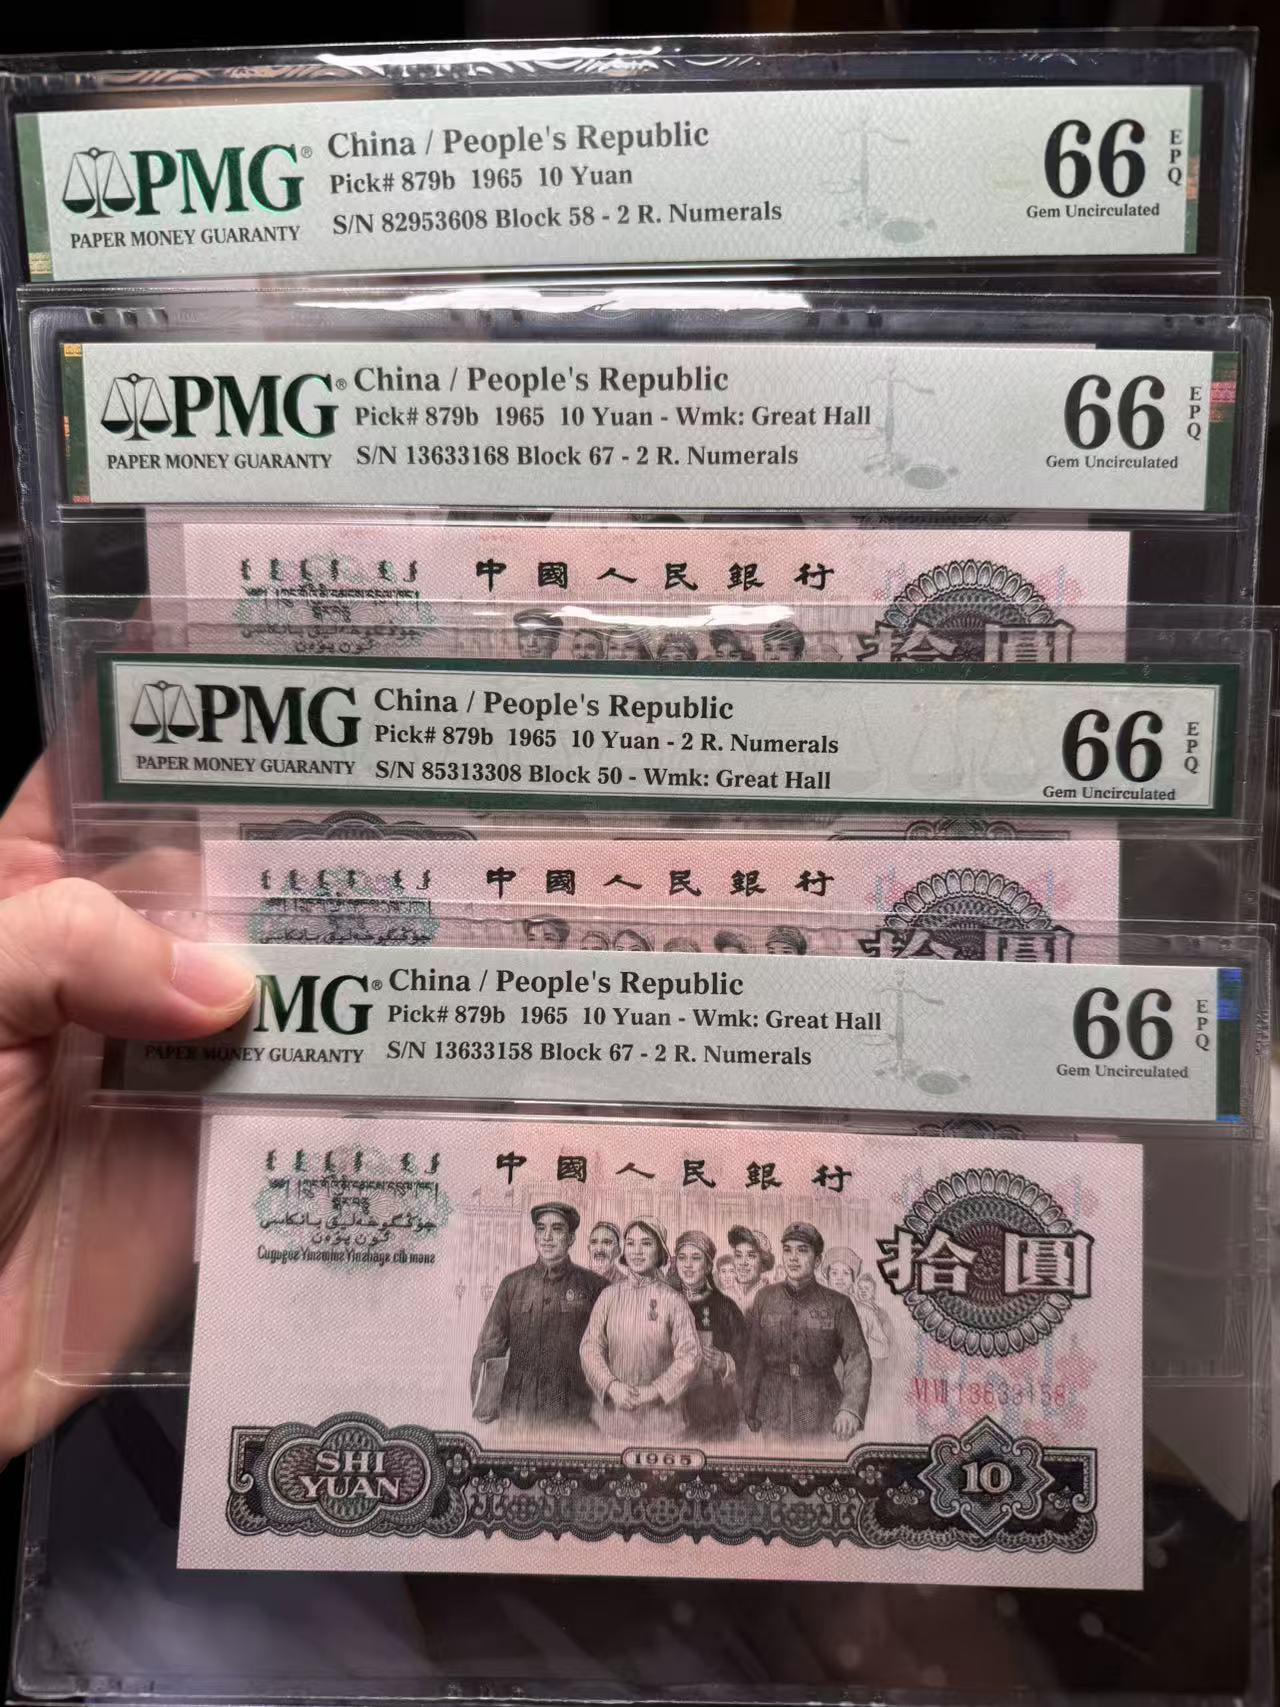 PMG®
PAPER MONEY GUARANTY
China / People's Republic
Pick# 879b 1965 10 Yuan
S/N 82953608 Block 58 - 2 R. Numerals
66
EPQ
Gem Uncirculated
PMG®
PAPER MONEY GUARANTY
China / People's Republic
Pick# 879b 1965 10 Yuan - Wmk: Great Hall
S/N 13633168 Block 67 - 2 R. Numerals
66
EPQ
Gem Uncirculated
中國人民銀行
拾圓
PMG
PAPER MONEY GUARANTY
China / People's Republic
Pick# 879b 1965 10 Yuan - 2 R. Numerals
S/N 85313308 Block 50 - Wmk: Great Hall
66
EPQ
Gem Uncirculated
中國人民銀行
拾圓
MG®
PAPER MONEY GUARANTY
China / People's Republic
Pick# 879b 1965 10 Yuan - Wmk: Great Hall
S/N 13633158 Block 67 - 2 R. Numerals
66
EPQ
Gem Uncirculated
中國人民銀行
拾圓
13633158
SHI
YUAN
1965
10